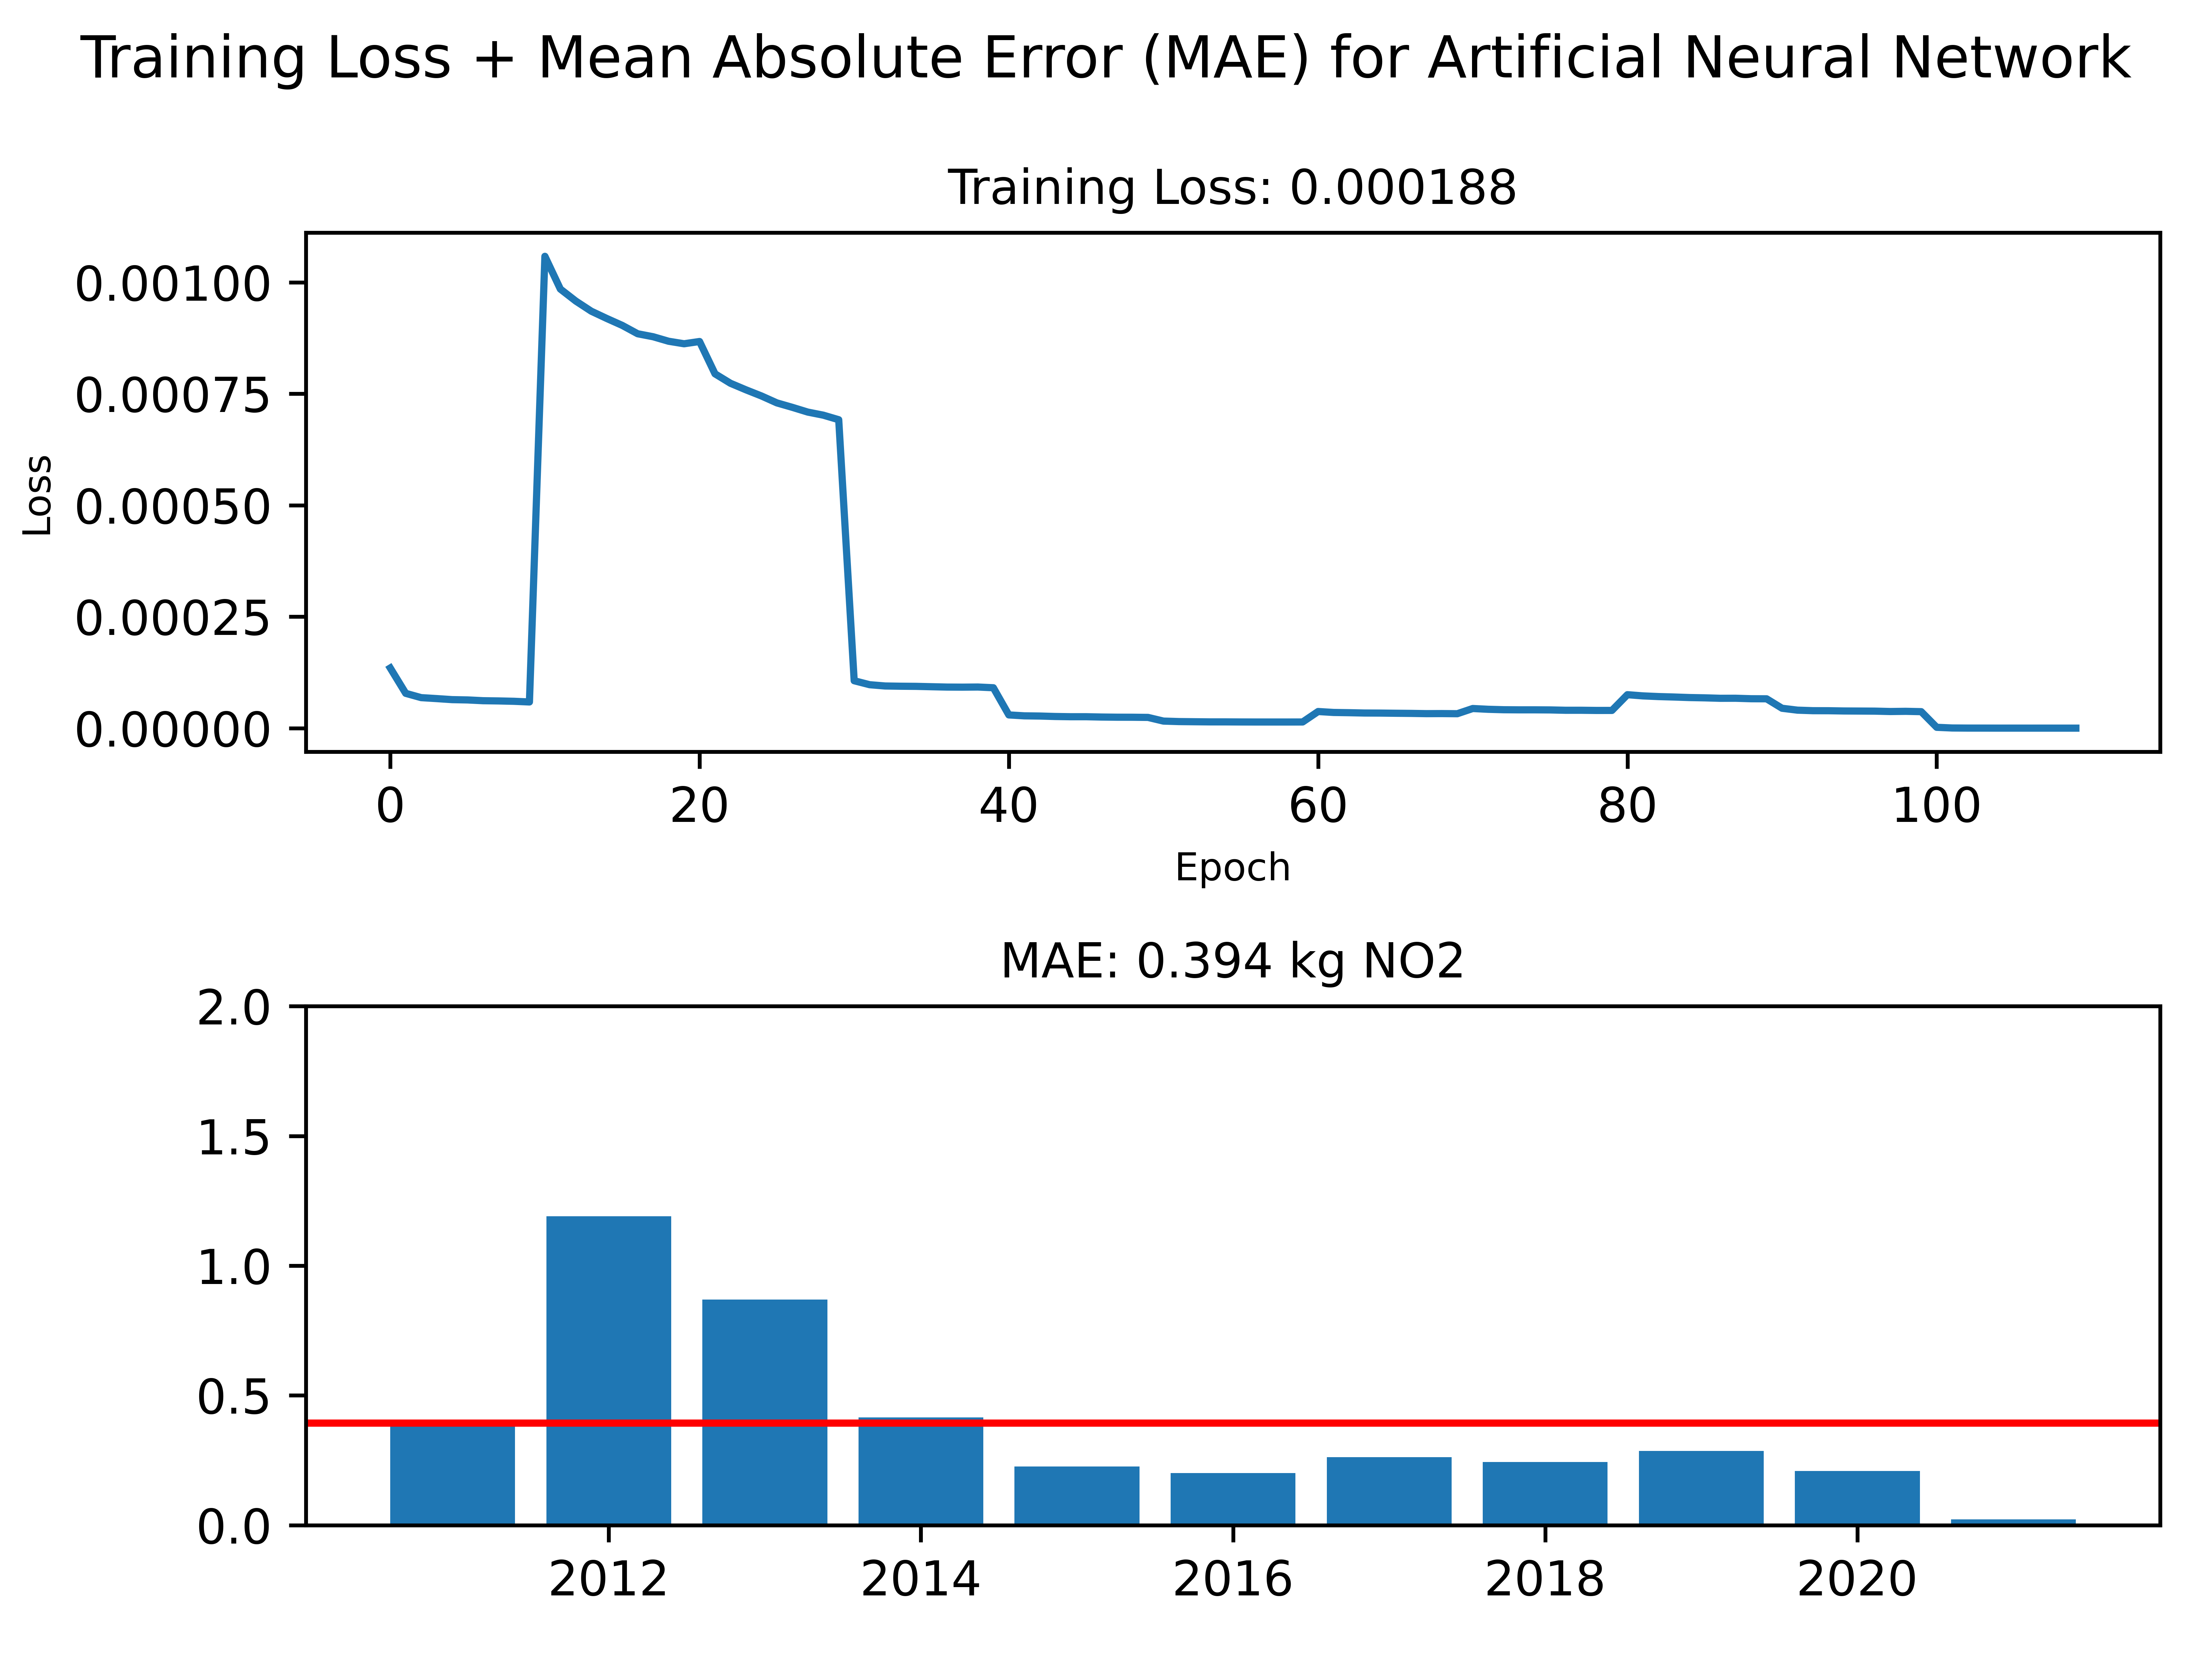 Training Loss + Mean Absolute Error (MAE) for Artificial Neural Network
Training Loss: 0.000188
0.00100
0.00075
0.00050
0.00025
0.00000
Loss
0 20 40 60 80 100
Epoch
MAE: 0.394 kg NO2
2.0
1.5
1.0
0.5
0.0
2012 2014 2016 2018 2020